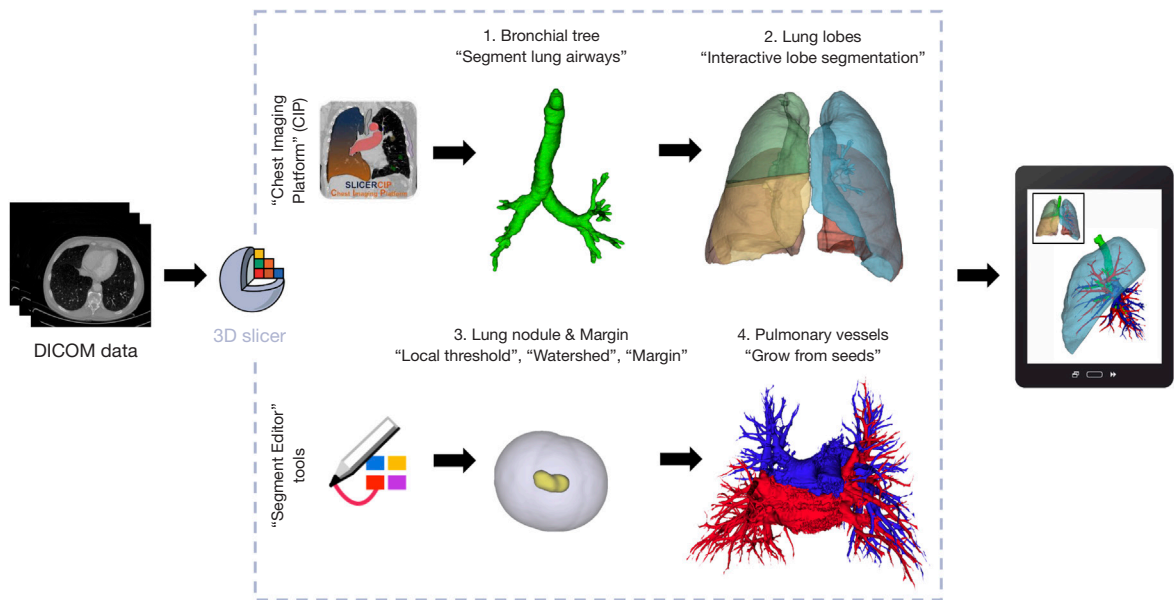 1. Bronchial tree
“Segment lung airways”
2. Lung lobes
“Interactive lobe segmentation”
“Chest Imaging
Platform” (CIP)
SLICERCIP
Chest Imaging Platform
DICOM data
3D slicer
3. Lung nodule & Margin
“Local threshold”, “Watershed”, “Margin”
4. Pulmonary vessels
“Grow from seeds”
“Segment Editor”
tools